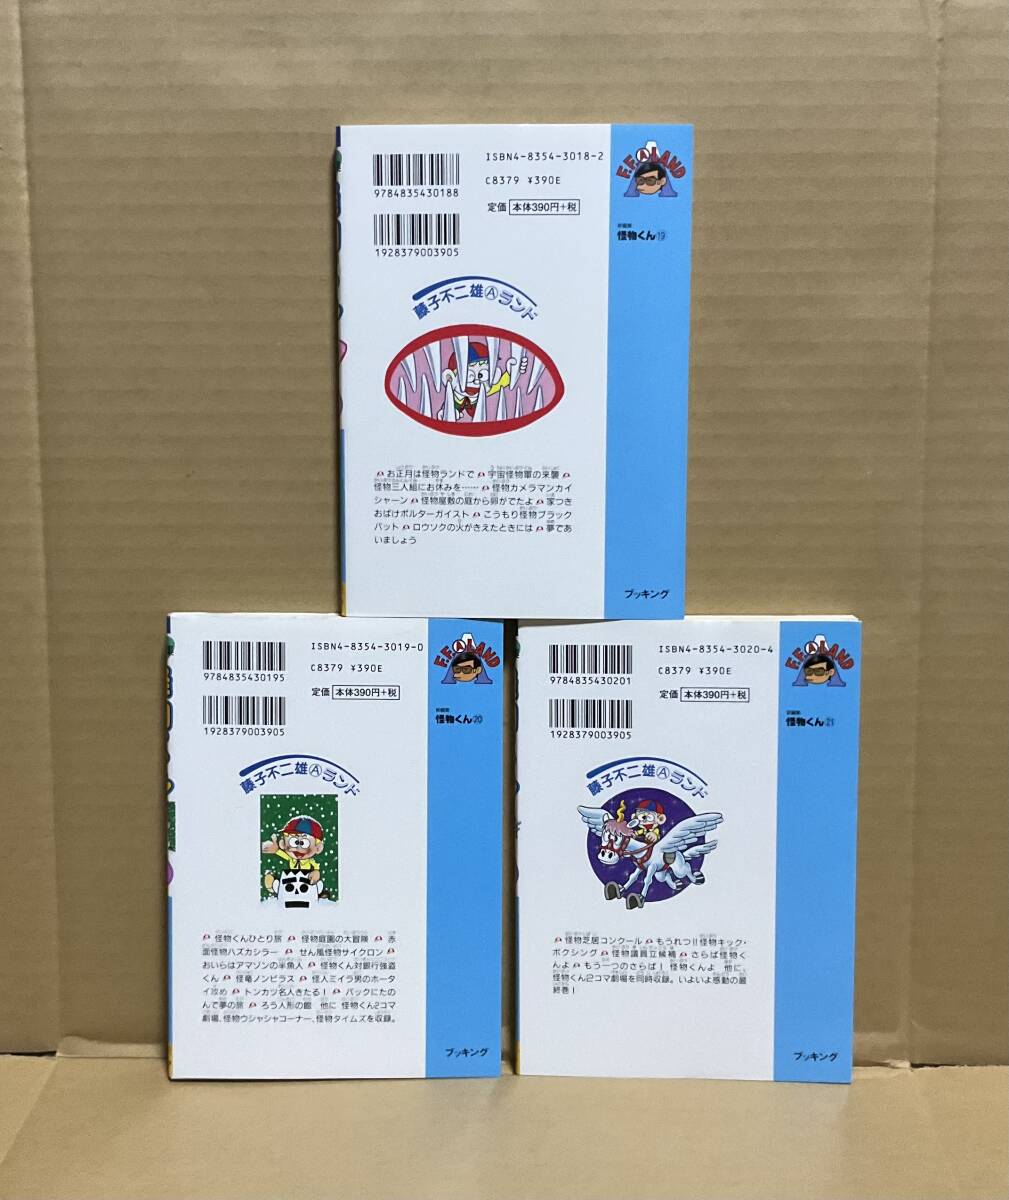 ISBN4-8354-3018-2
9784835430188
C8379 ¥390E
定価 本体390円+税
1928379003905
F.F.Ⓐ LAND
新編集
怪物くん⑲
藤子不二雄Ⓐランド
お正月は怪物ランドで 宇宙怪物軍の来襲
怪物三人組にお休みを…… 怪物カメラマンカイ
シャーン 怪物屋敷の庭から卵がでたよ 家つき
おばけポルターガイスト こうもり怪物ブラック
バット ロウソクの火がきえたときには 夢であ
いましょう
ブッキング
ISBN4-8354-3019-0
9784835430195
C8379 ¥390E
定価 本体390円+税
1928379003905
F.F.Ⓐ LAND
新編集
怪物くん⑳
藤子不二雄Ⓐランド
怪物くんひとり旅 怪物庭園の大冒険 赤
面怪物ハズカシラー せん風怪物サイクロン
おいらはアマゾンの半魚人 怪物くん対銀行強盗
くん 怪竜ノンビラス 怪人ミイラ男のホータ
イ攻め トンカツ名人きたる! バックにたの
んで夢の旅 ろう人形の館 他に 怪物くん2コマ
劇場、怪物ウシャシャコーナー、怪物タイムズを収録。
ブッキング
ISBN4-8354-3020-4
9784835430201
C8379 ¥390E
定価 本体390円+税
1928379003905
F.F.Ⓐ LAND
新編集
怪物くん㉑
藤子不二雄Ⓐランド
怪物芝居コンクール もうれつ!!怪物キック・
ボクシング 怪物議員立候補 さらば怪物く
んよ もう一つのさらば! 怪物くんよ 他に、
怪物くん2コマ劇場を同時収録。いよいよ感動の最
終巻!
ブッキング